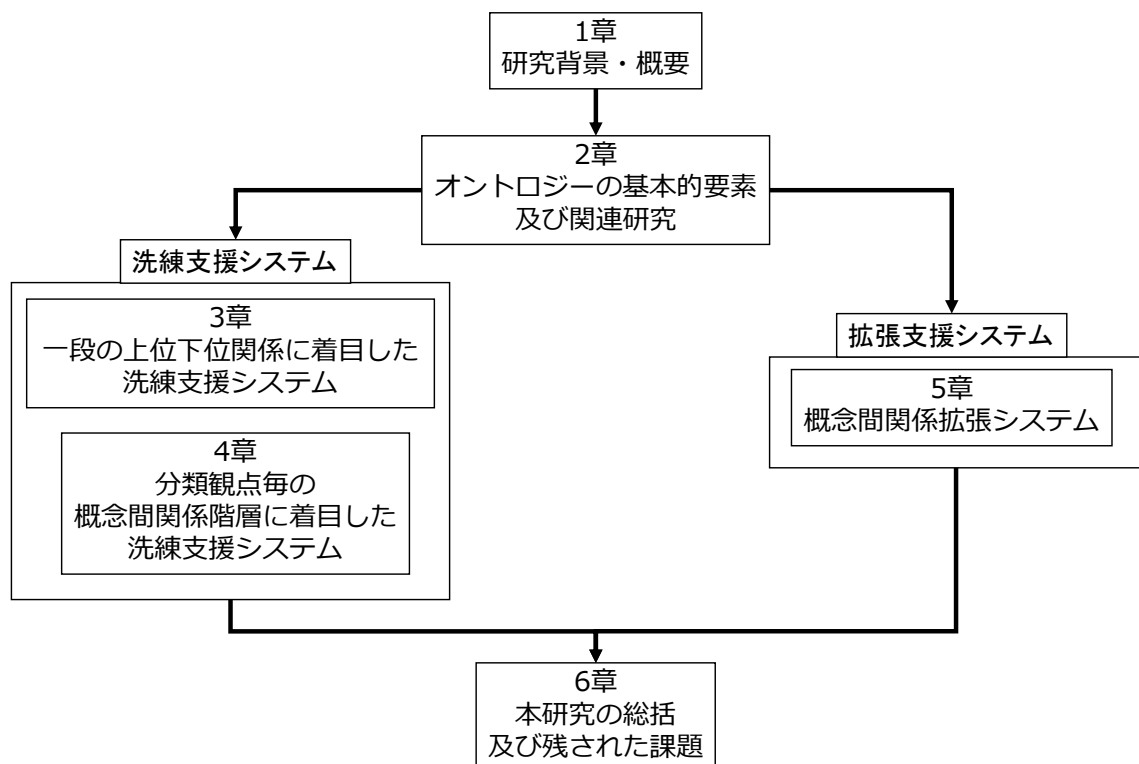 1章
研究背景・概要
2章
オントロジーの基本的要素
及び関連研究
洗練支援システム
3章
一段の上位下位関係に着目した
洗練支援システム
4章
分類観点毎の
概念間関係階層に着目した
洗練支援システム
拡張支援システム
5章
概念間関係拡張システム
6章
本研究の総括
及び残された課題